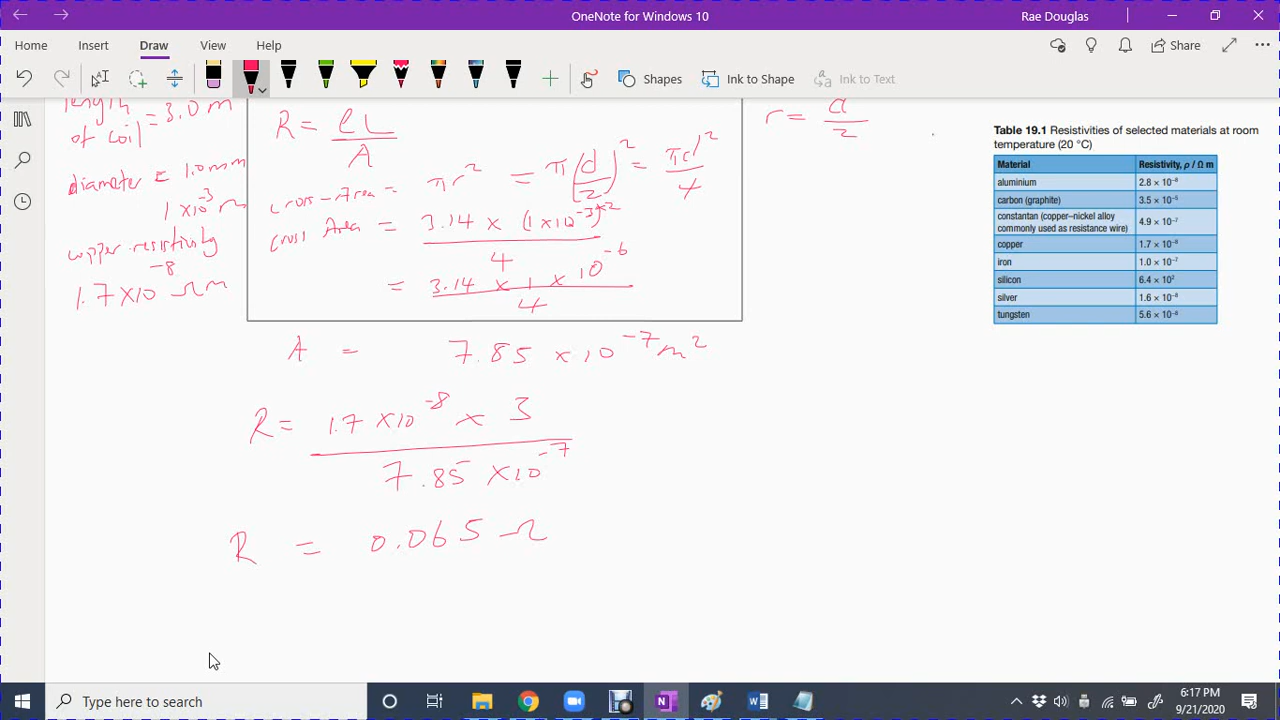 OneNote for Windows 10
Rae Douglas
Home Insert Draw View Help
Share
Shapes
Ink to Shape
Ink to Text
length of coil = 3.0 m
diameter = 1.0 mm
1 x 10^-3 m
copper resistivity
1.7 x 10^-8 Ω m
R = ℓL / A
r = d / 2
cross-Area = πr² = π(d/2)² = πd² / 4
cross Area = 3.14 x (1x10^-3)^x2 / 4
= 3.14 x 1 x 10^-6 / 4
A = 7.85 x 10^-7 m²
R = 1.7 x 10^-8 x 3 / 7.85 x 10^-7
R = 0.065 Ω
Table 19.1 Resistivities of selected materials at room
temperature (20 °C)
Material Resistivity, ρ / Ω m
aluminium 2.8 × 10⁻⁸
carbon (graphite) 3.5 × 10⁻⁵
constantan (copper–nickel alloy
commonly used as resistance wire) 4.9 × 10⁻⁷
copper 1.7 × 10⁻⁸
iron 1.0 × 10⁻⁷
silicon 6.4 × 10²
silver 1.6 × 10⁻⁸
tungsten 5.6 × 10⁻⁸
Type here to search
6:17 PM
9/21/2020